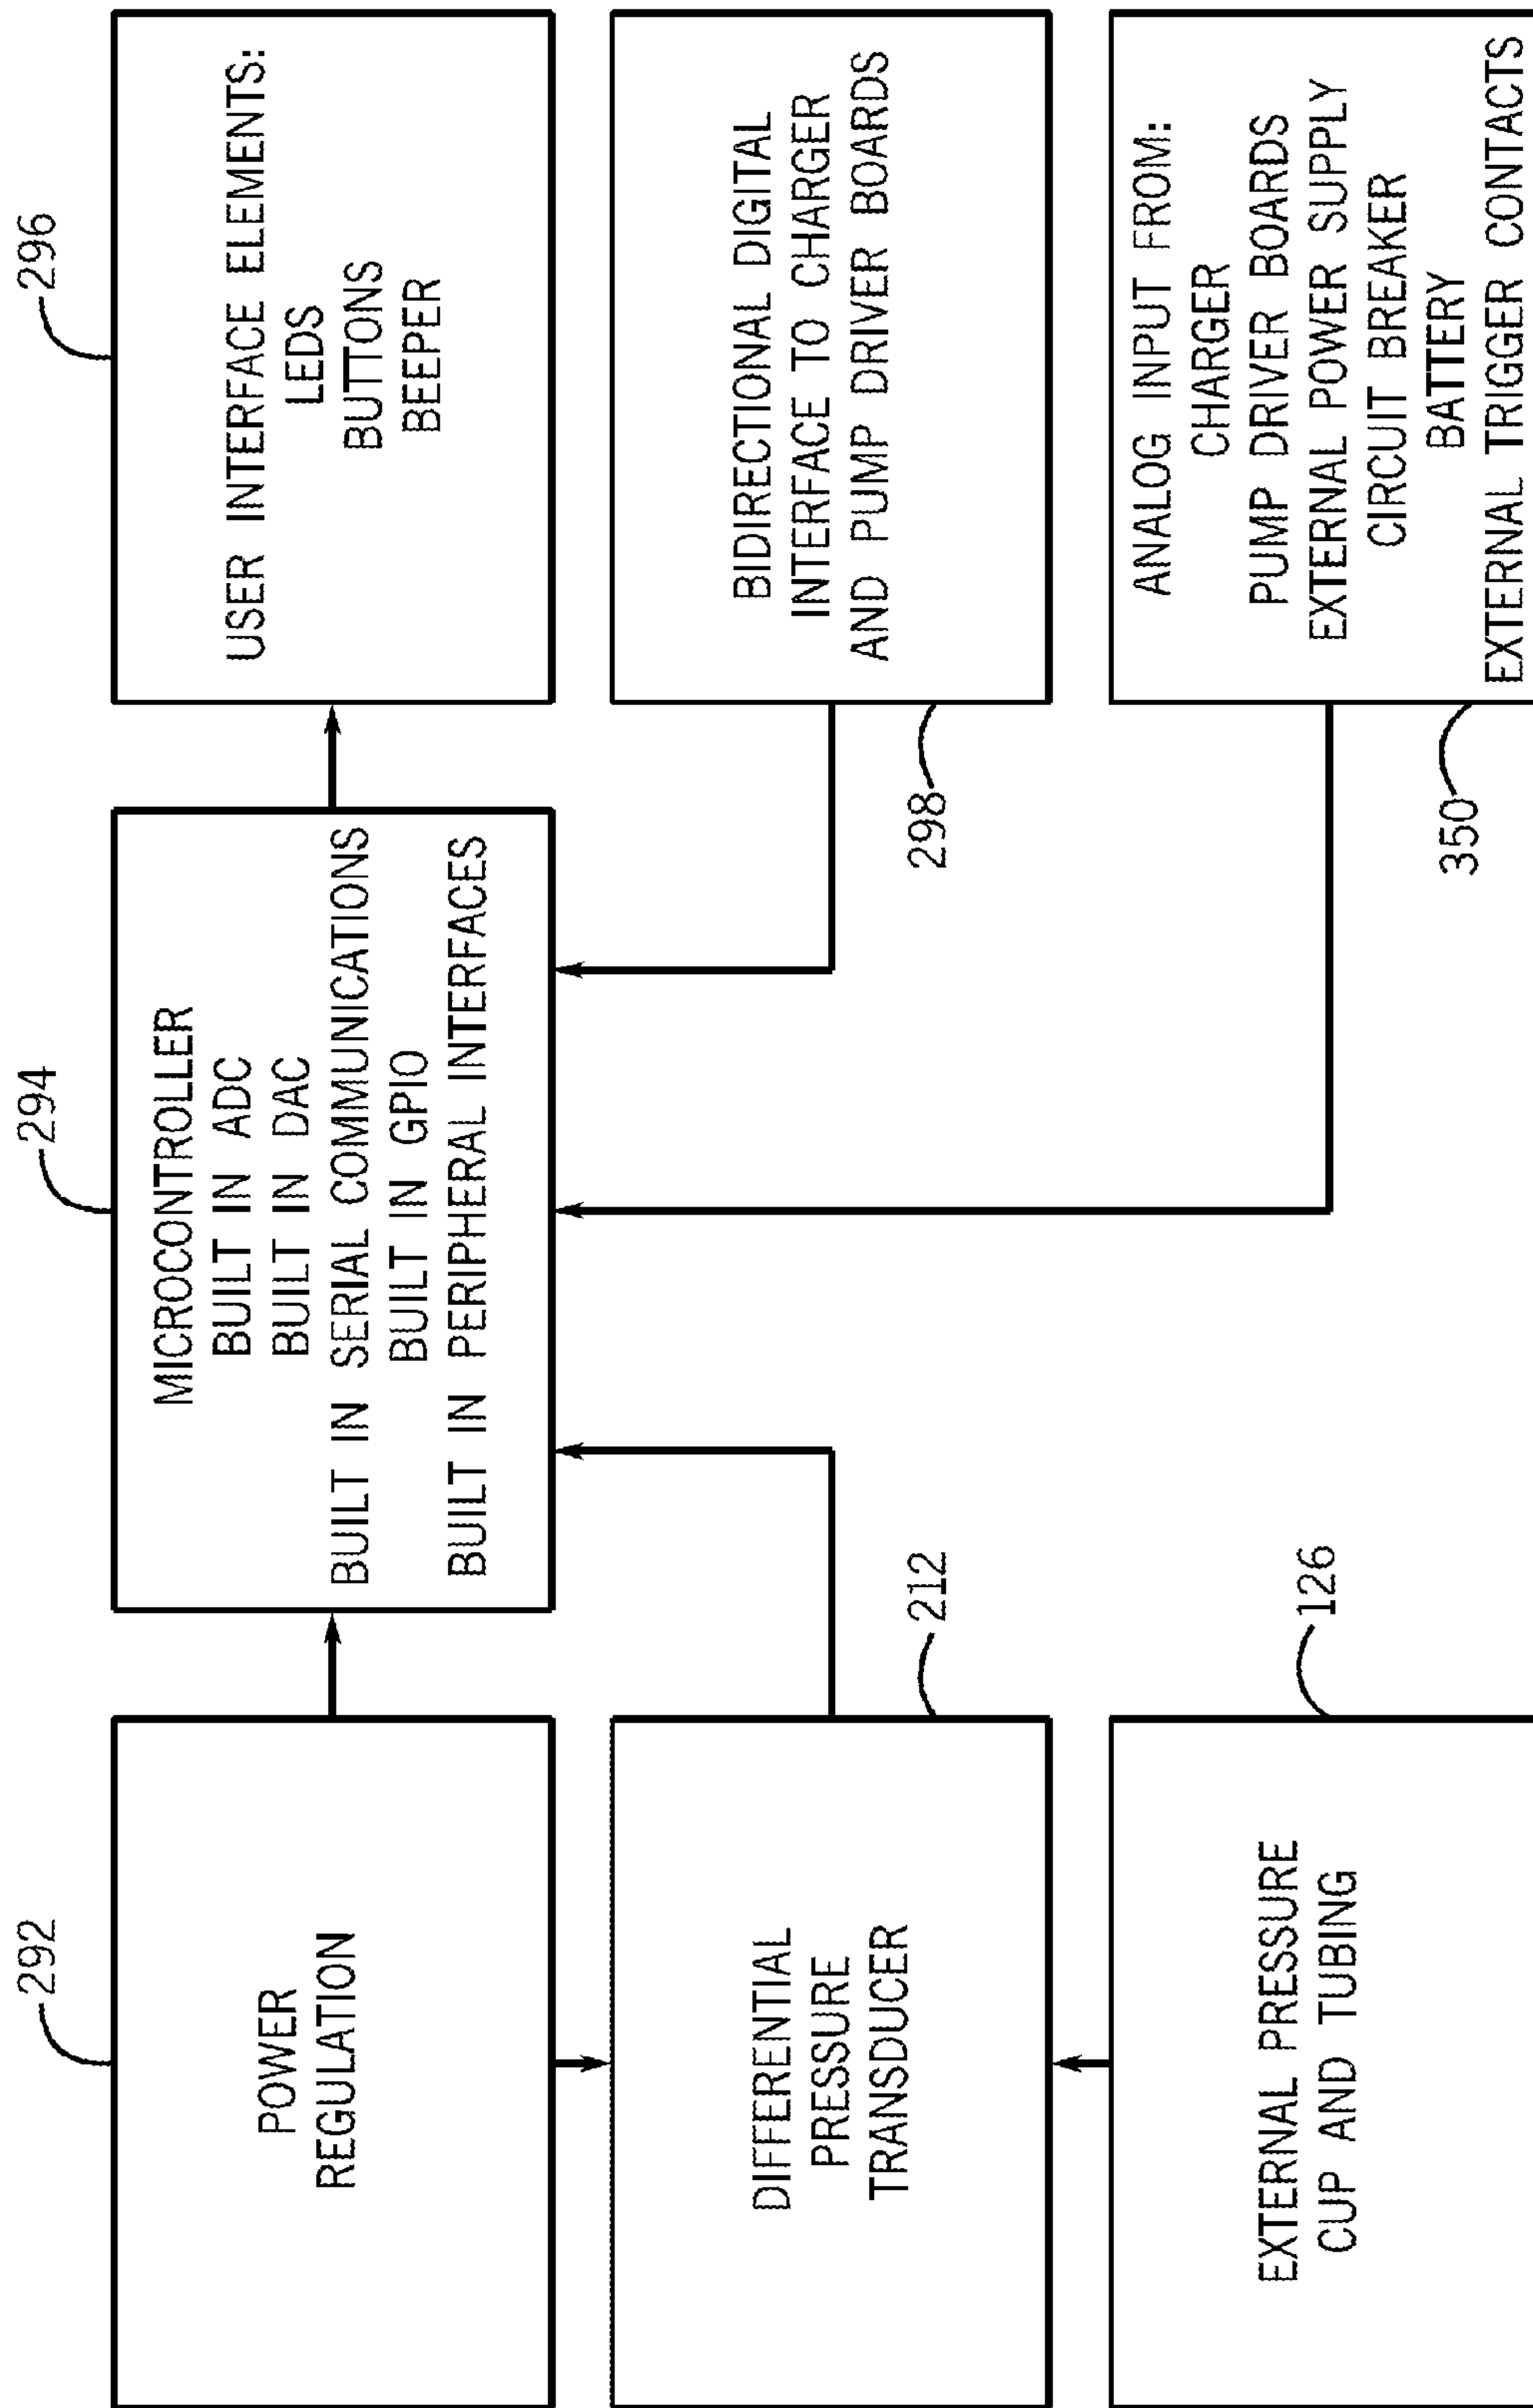 292
POWER
REGULATION
294
MICROCONTROLLER
BUILT IN ADC
BUILT IN DAC
BUILT IN SERIAL COMMUNICATIONS
BUILT IN GPIO
BUILT IN PERIPHERAL INTERFACES
296
USER INTERFACE ELEMENTS:
LEDS
BUTTONS
BEEPER
DIFFERENTIAL
PRESSURE
TRANSDUCER
212
298
BIDIRECTIONAL DIGITAL
INTERFACE TO CHARGER
AND PUMP DRIVER BOARDS
EXTERNAL PRESSURE
CUP AND TUBING
126
350
ANALOG INPUT FROM:
CHARGER
PUMP DRIVER BOARDS
EXTERNAL POWER SUPPLY
CIRCUIT BREAKER
BATTERY
EXTERNAL TRIGGER CONTACTS